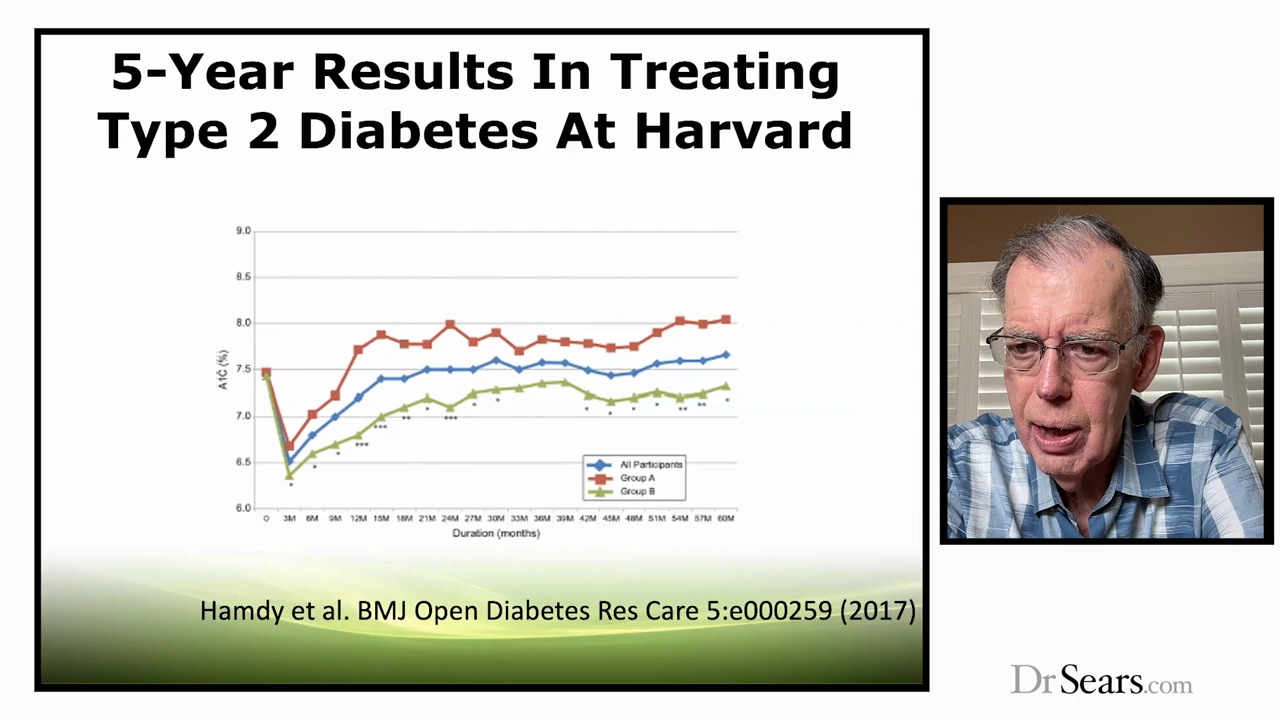 5-Year Results In Treating
Type 2 Diabetes At Harvard
9.0
8.5
8.0
7.5
7.0
6.5
6.0
A1C (%)
All Participants
Group A
Group B
0 3M 6M 9M 12M 15M 18M 21M 24M 27M 30M 33M 36M 39M 42M 45M 48M 51M 54M 57M 60M
Duration (months)
Hamdy et al. BMJ Open Diabetes Res Care 5:e000259 (2017)
DrSears.com